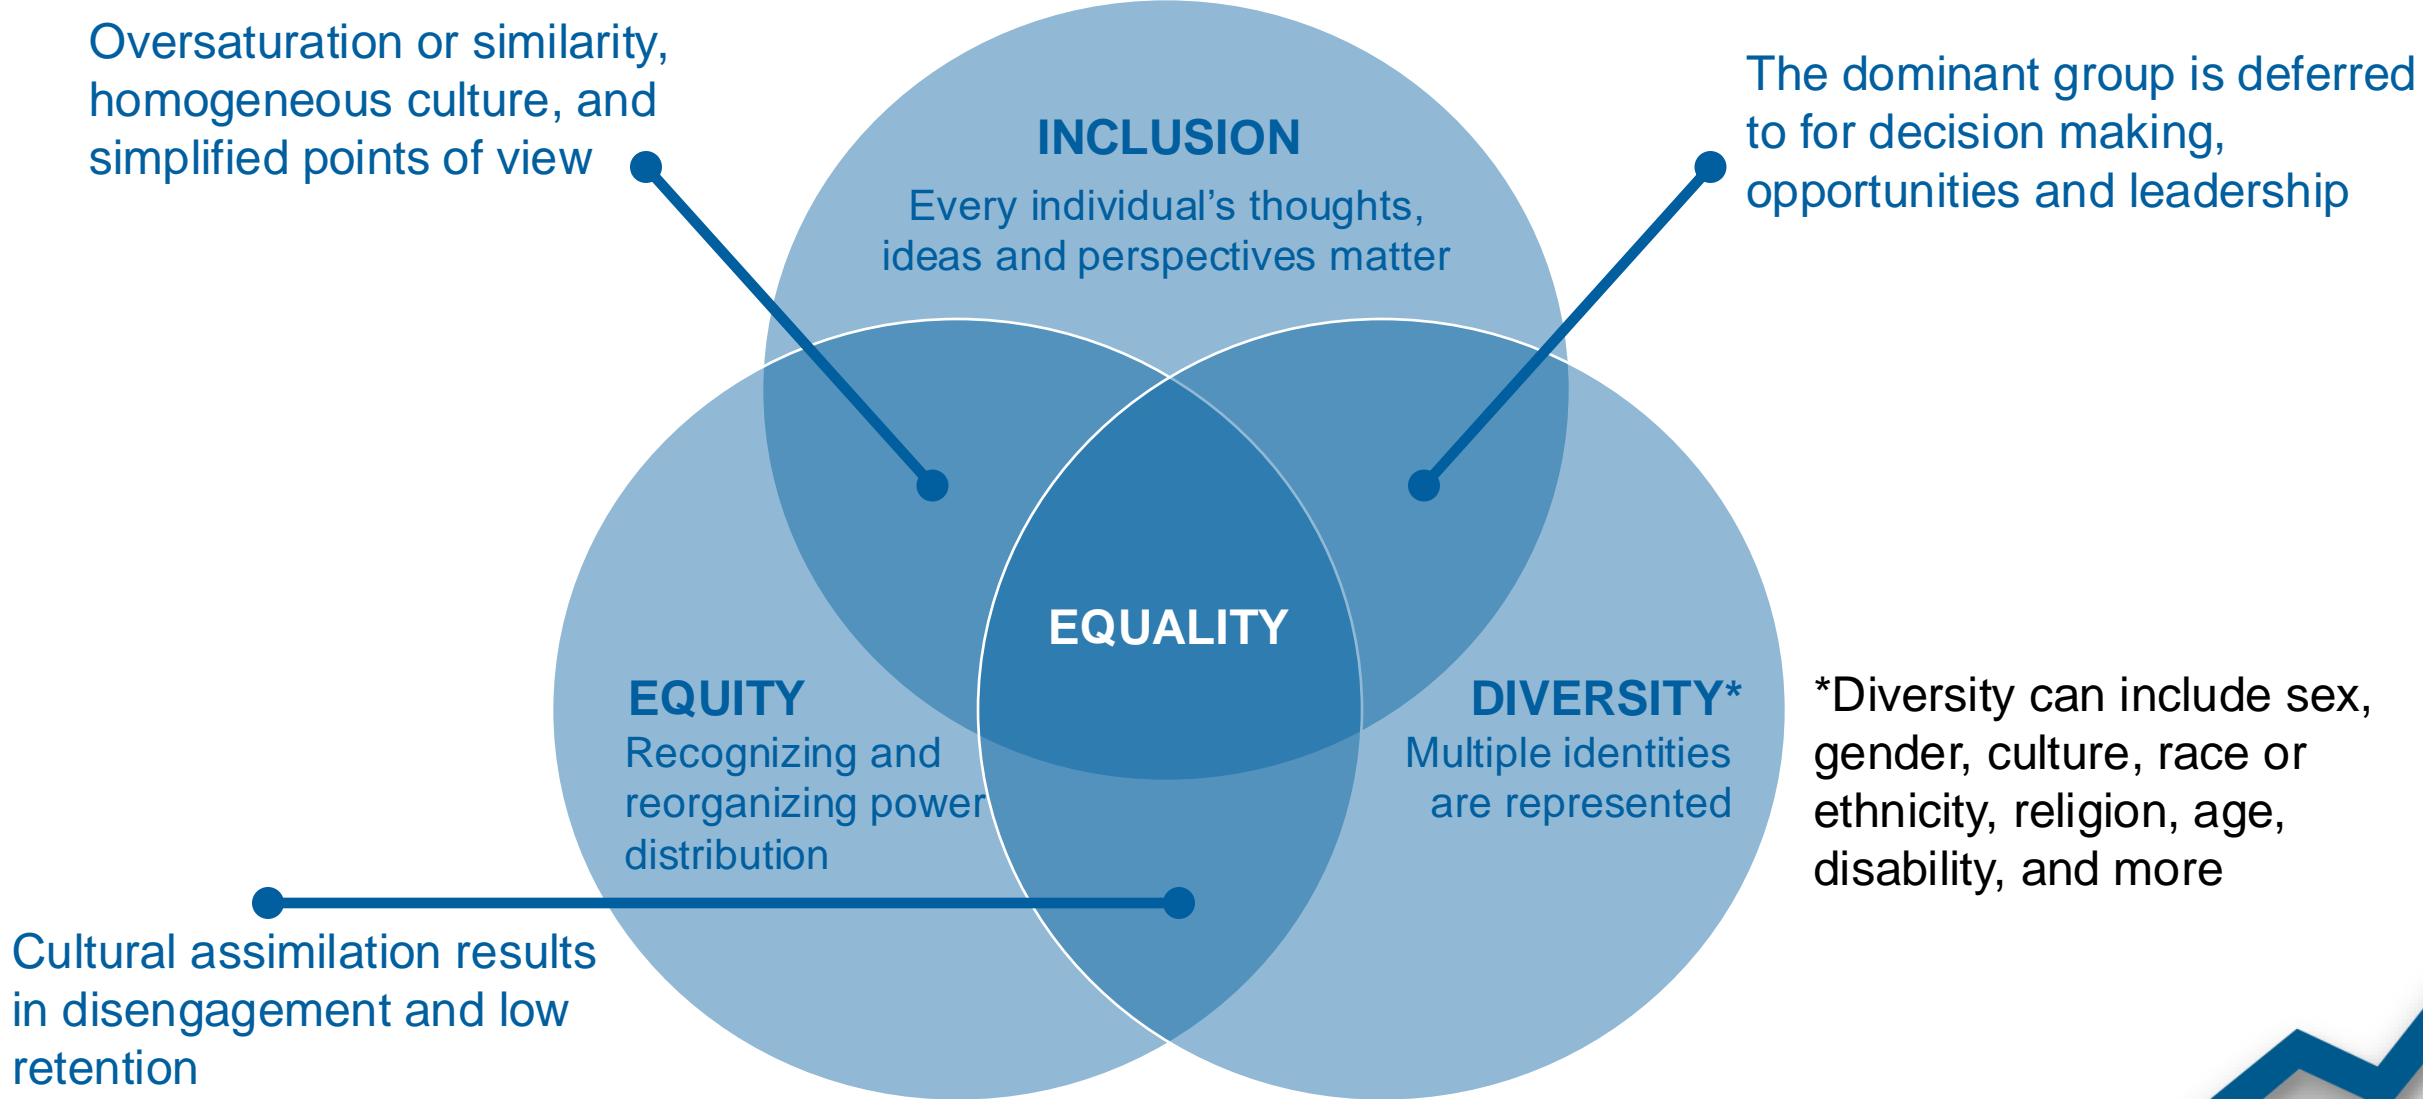 Oversaturation or similarity,
homogeneous culture, and
simplified points of view
The dominant group is deferred
to for decision making,
opportunities and leadership
INCLUSION
Every individual’s thoughts,
ideas and perspectives matter
EQUALITY
EQUITY
Recognizing and
reorganizing power
distribution
DIVERSITY*
Multiple identities
are represented
*Diversity can include sex,
gender, culture, race or
ethnicity, religion, age,
disability, and more
Cultural assimilation results
in disengagement and low
retention